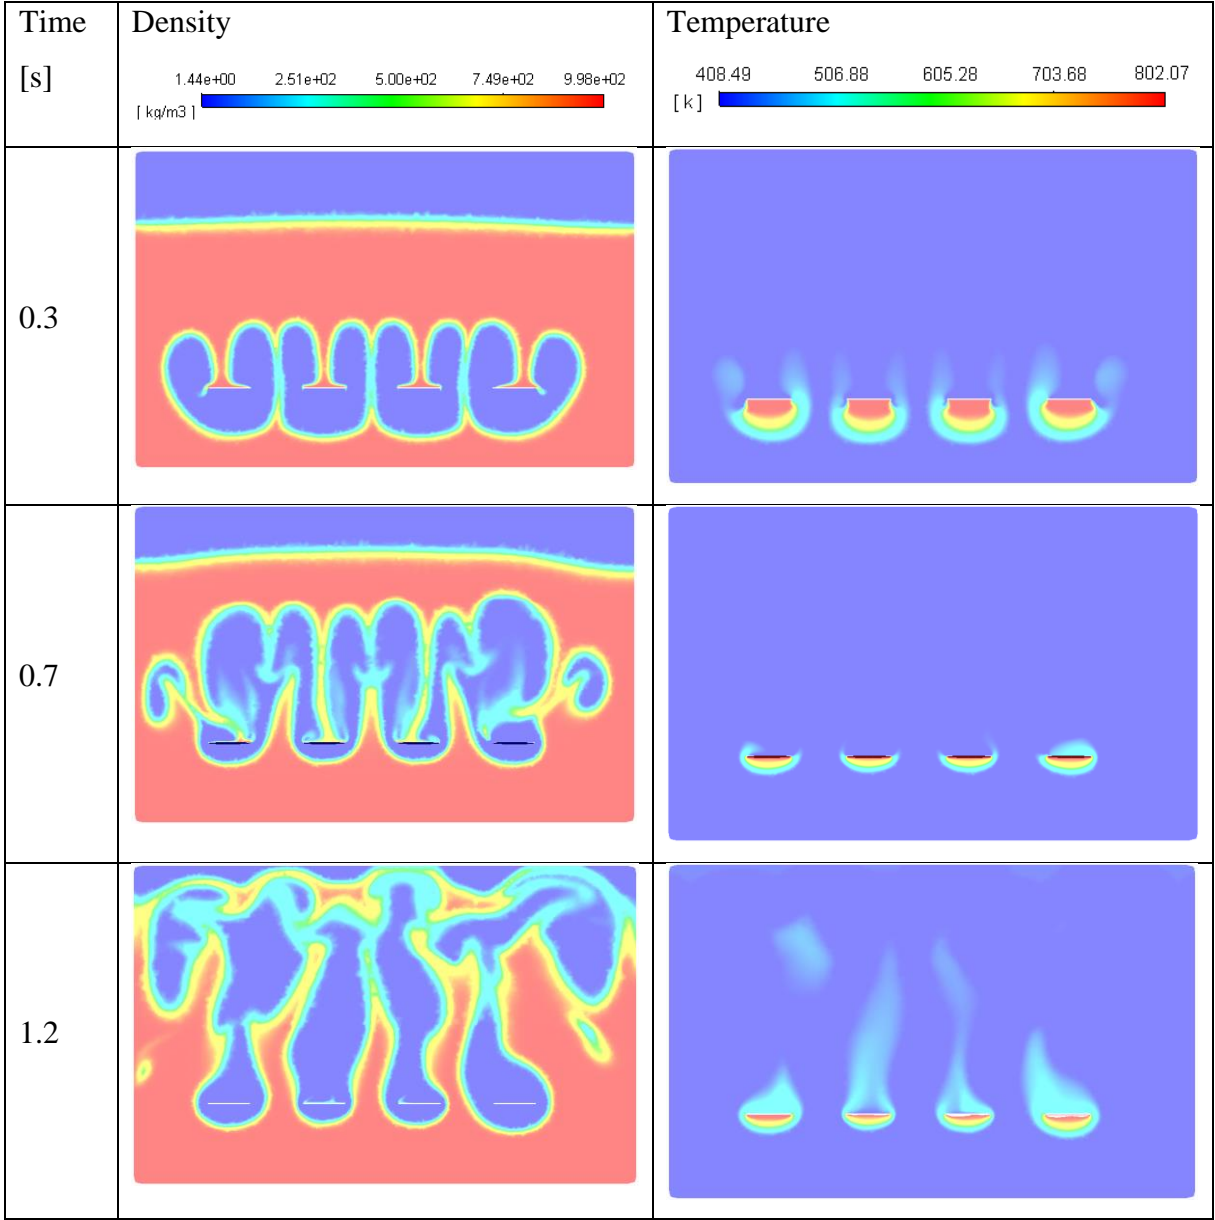 Time
[s]
Density
1.44e+00 2.51e+02 5.00e+02 7.49e+02 9.98e+02
[ kg/m3 ]
Temperature
408.49 506.88 605.28 703.68 802.07
[ k ]
0.3
0.7
1.2